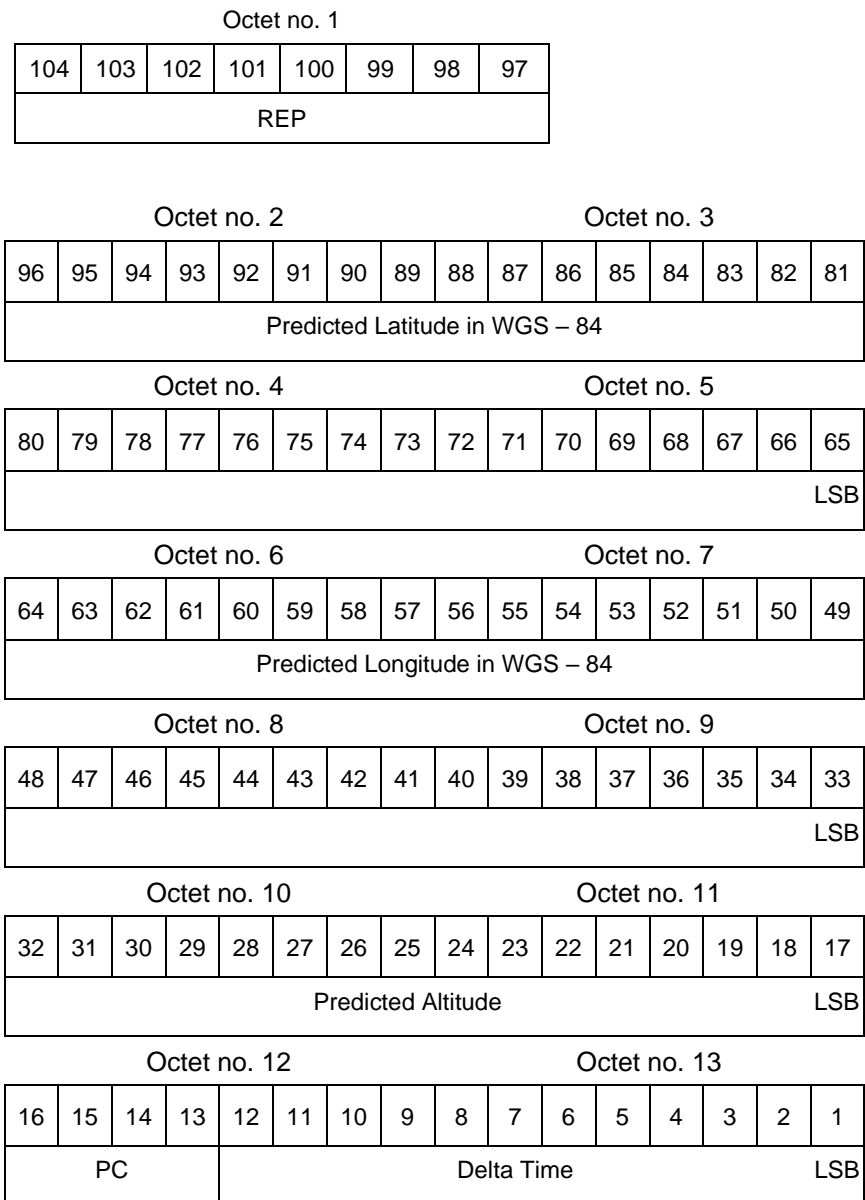 Octet no. 1
104 103 102 101 100 99 98 97
REP
Octet no. 2 Octet no. 3
96 95 94 93 92 91 90 89 88 87 86 85 84 83 82 81
Predicted Latitude in WGS – 84
Octet no. 4 Octet no. 5
80 79 78 77 76 75 74 73 72 71 70 69 68 67 66 65
LSB
Octet no. 6 Octet no. 7
64 63 62 61 60 59 58 57 56 55 54 53 52 51 50 49
Predicted Longitude in WGS – 84
Octet no. 8 Octet no. 9
48 47 46 45 44 43 42 41 40 39 38 37 36 35 34 33
LSB
Octet no. 10 Octet no. 11
32 31 30 29 28 27 26 25 24 23 22 21 20 19 18 17
Predicted Altitude LSB
Octet no. 12 Octet no. 13
16 15 14 13 12 11 10 9 8 7 6 5 4 3 2 1
PC Delta Time LSB